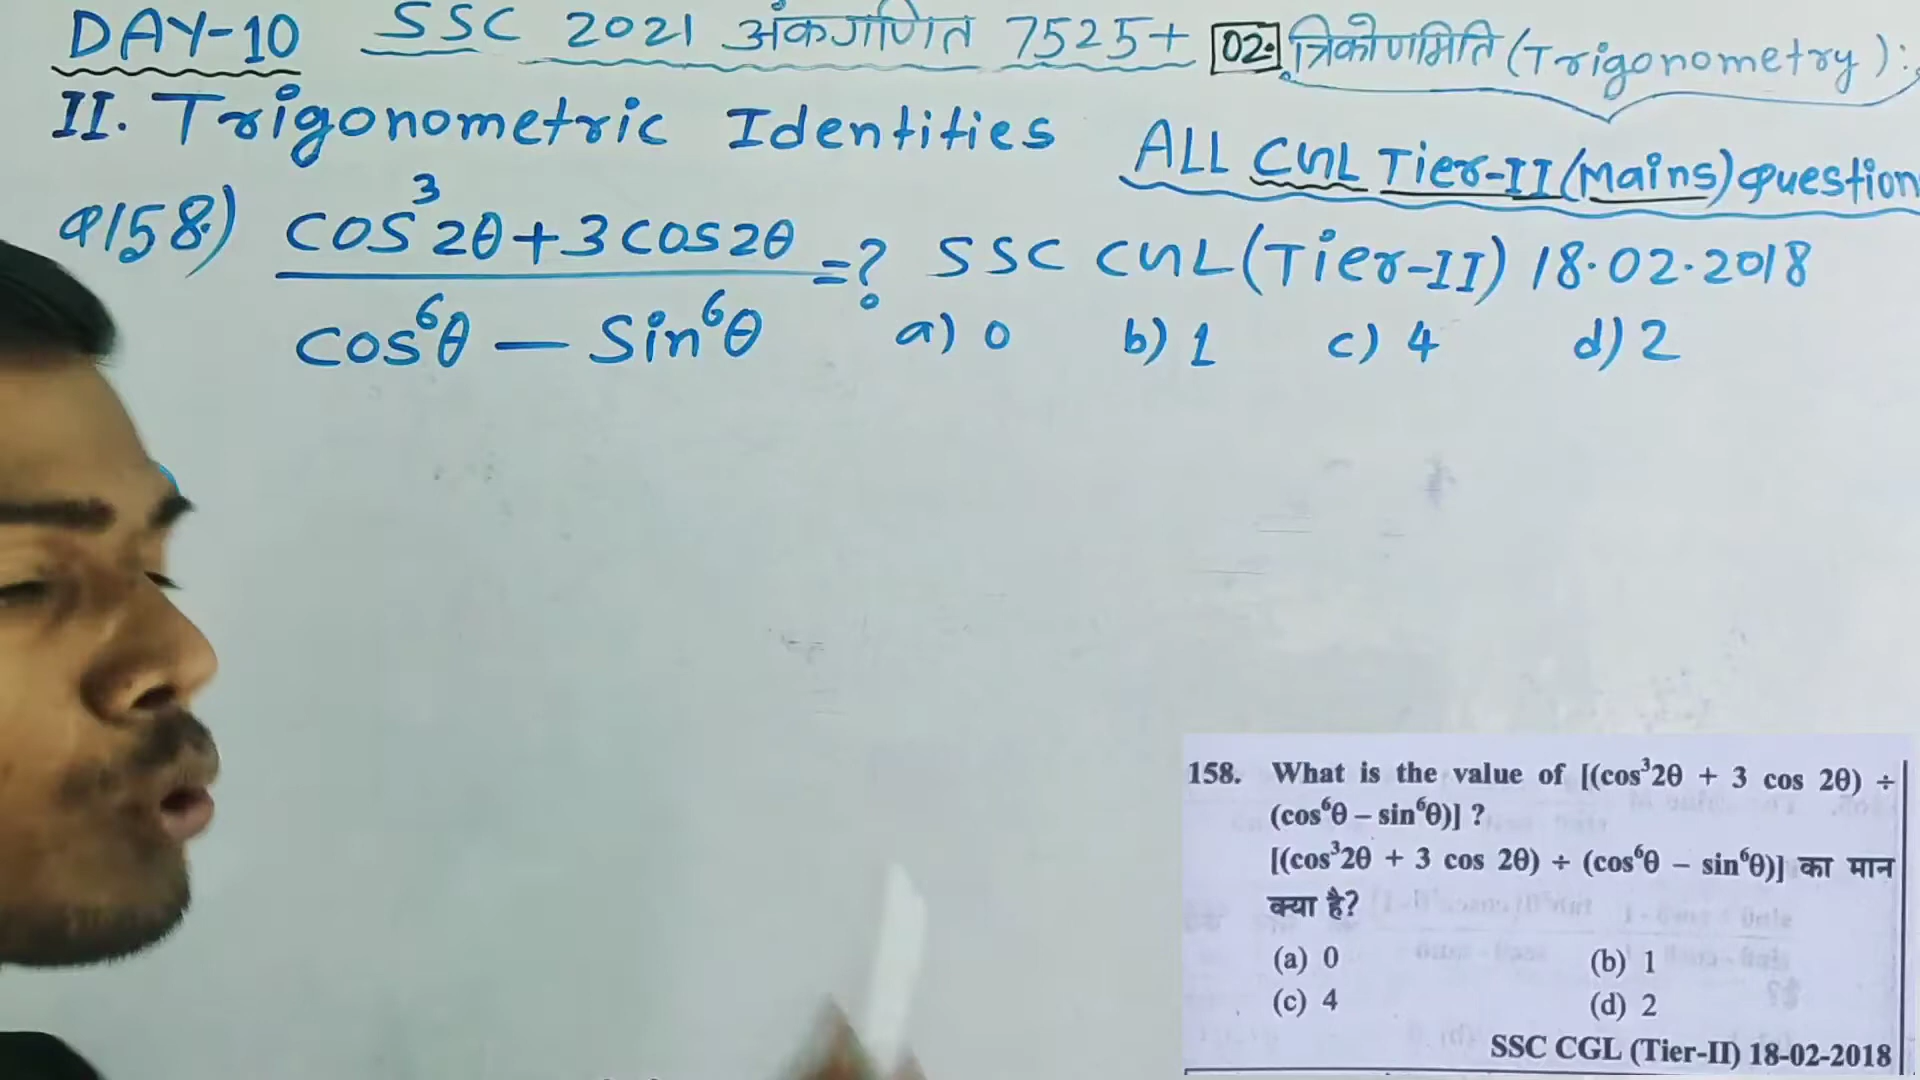 DAY-10 SSC 2021 अंकगणित 7525+ 02. त्रिकोणमिति (Trigonometry):
II. Trigonometric Identities ALL CGL Tier-II (Mains) Question
Q158.) cos³2θ+3cos2θ / cos⁶θ - Sin⁶θ =? SSC CGL (Tier-II) 18.02.2018
a) 0 b) 1 c) 4 d) 2
158. What is the value of [(cos³2θ + 3 cos 2θ) ÷
(cos⁶θ – sin⁶θ)] ?
[(cos³2θ + 3 cos 2θ) ÷ (cos⁶θ – sin⁶θ)] का मान
क्या है?
(a) 0 (b) 1
(c) 4 (d) 2
SSC CGL (Tier-II) 18-02-2018